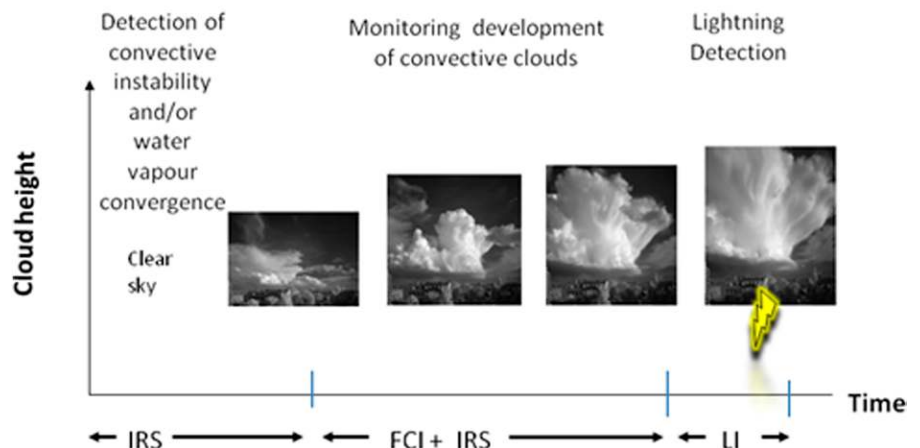 Detection of
convective
instability
and/or
water
vapour
convergence
Monitoring development
of convective clouds
Lightning
Detection
Cloud height
Clear
sky
Time
IRS
FCI + IRS
LI